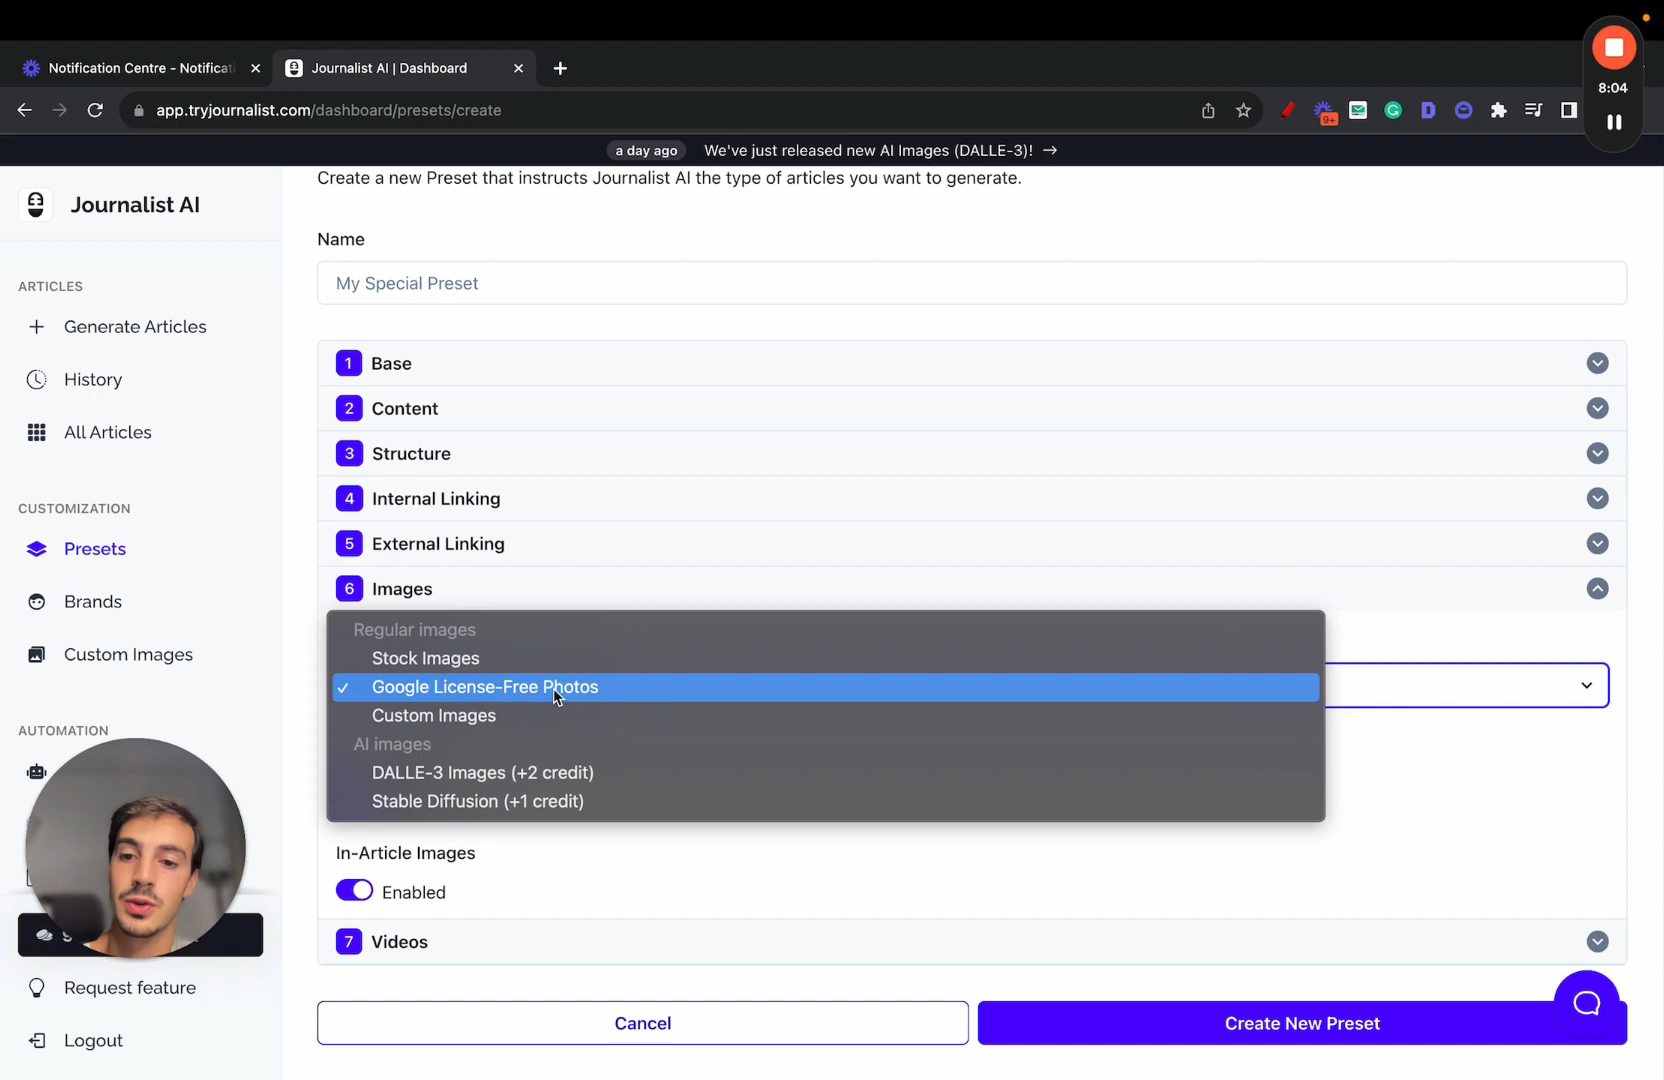 Notification Centre - Notificati
Journalist AI | Dashboard
8:04
app.tryjournalist.com/dashboard/presets/create
9+
a day ago We've just released new AI Images (DALLE-3)! →
Journalist AI
Create a new Preset that instructs Journalist AI the type of articles you want to generate.
Name
My Special Preset
ARTICLES
Generate Articles
History
All Articles
CUSTOMIZATION
Presets
Brands
Custom Images
AUTOMATION
Request feature
Logout
1 Base
2 Content
3 Structure
4 Internal Linking
5 External Linking
6 Images
Regular images
Stock Images
✓ Google License-Free Photos
Custom Images
AI images
DALLE-3 Images (+2 credit)
Stable Diffusion (+1 credit)
In-Article Images
Enabled
7 Videos
Cancel
Create New Preset